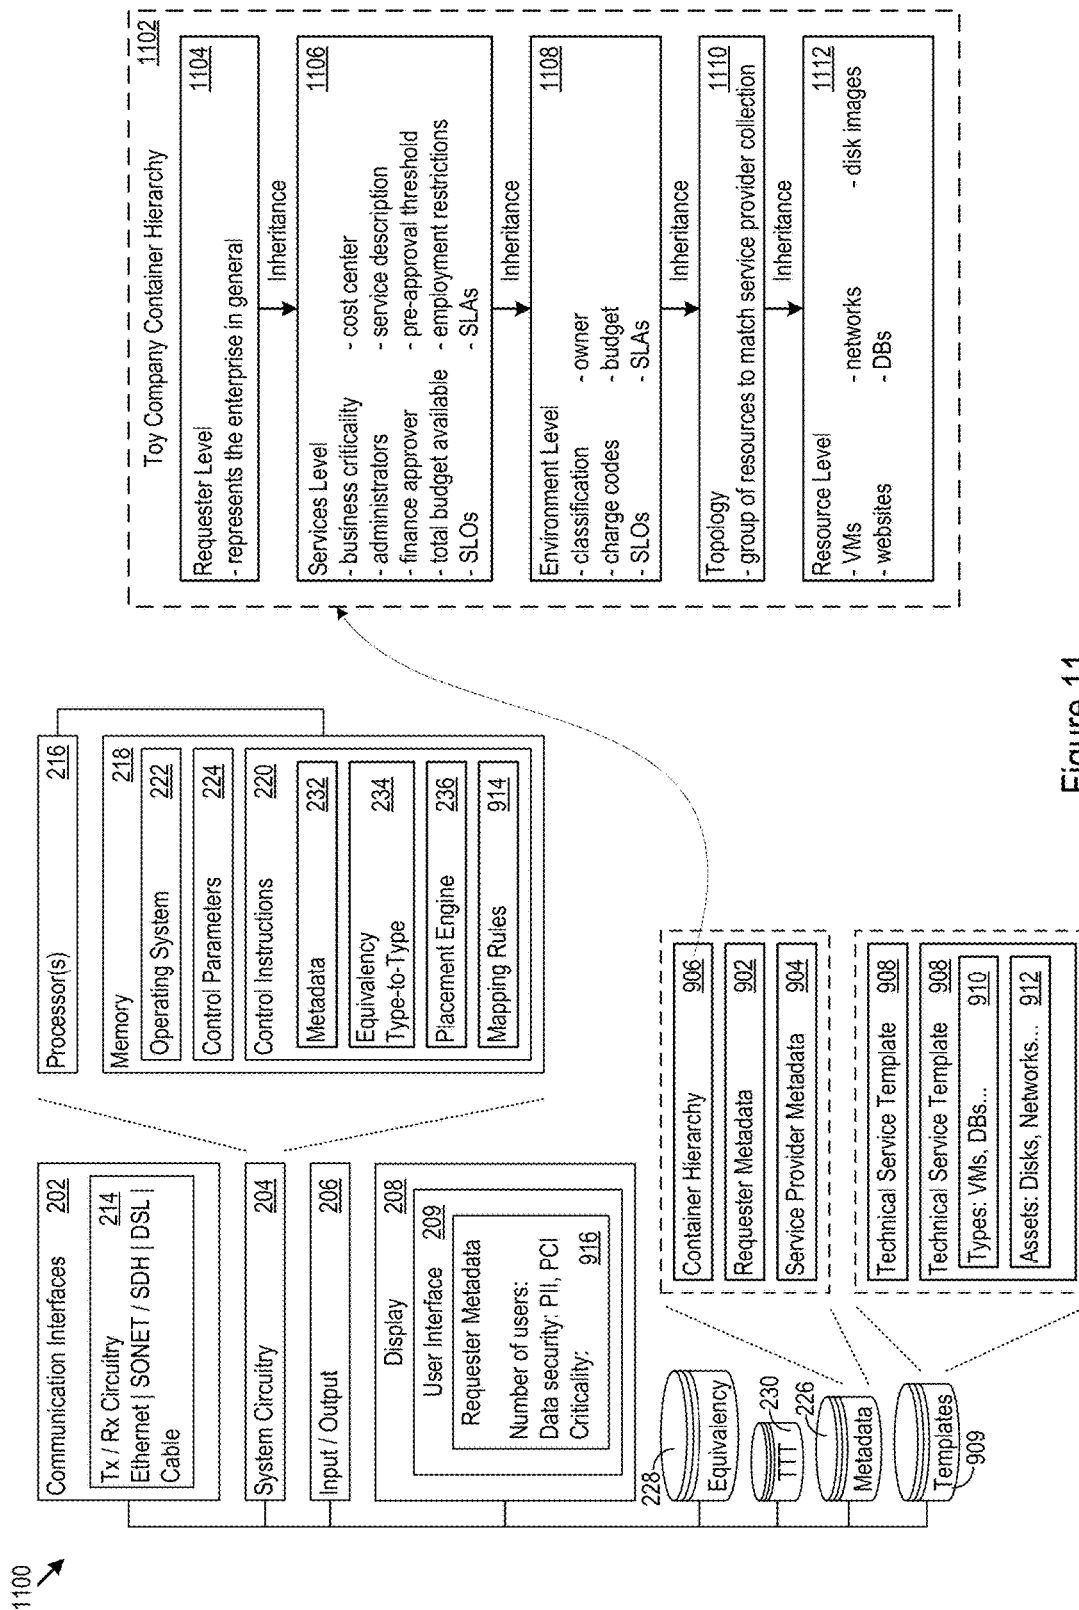 1100
Communication Interfaces 202
Tx / Rx Circuitry 214
Ethernet | SONET / SDH | DSL |
Cable
System Circuitry 204
Input / Output 206
Display 208
User Interface 209
Requester Metadata
Number of users:
Data security: PII, PCI
Criticality: 916
228
Equivalency
230
TTT
226
Metadata
Templates
909
Processor(s) 216
Memory 218
Operating System 222
Control Parameters 224
Control Instructions 220
Metadata 232
Equivalency 234
Type-to-Type
Placement Engine 236
Mapping Rules 914
Container Hierarchy 906
Requester Metadata 902
Service Provider Metadata 904
Technical Service Template 908
Technical Service Template 908
Types: VMs, DBs... 910
Assets: Disks, Networks... 912
Toy Company Container Hierarchy 1102
Requester Level 1104
- represents the enterprise in general
Inheritance
Services Level 1106
- business criticality - cost center
- administrators - service description
- finance approver - pre-approval threshold
- total budget available - employment restrictions
- SLOs - SLAs
Inheritance
Environment Level 1108
- classification - owner
- charge codes - budget
- SLOs - SLAs
Inheritance
Topology 1110
- group of resources to match service provider collection
Inheritance
Resource Level 1112
- VMs - networks - disk images
- websites - DBs
Figure 11